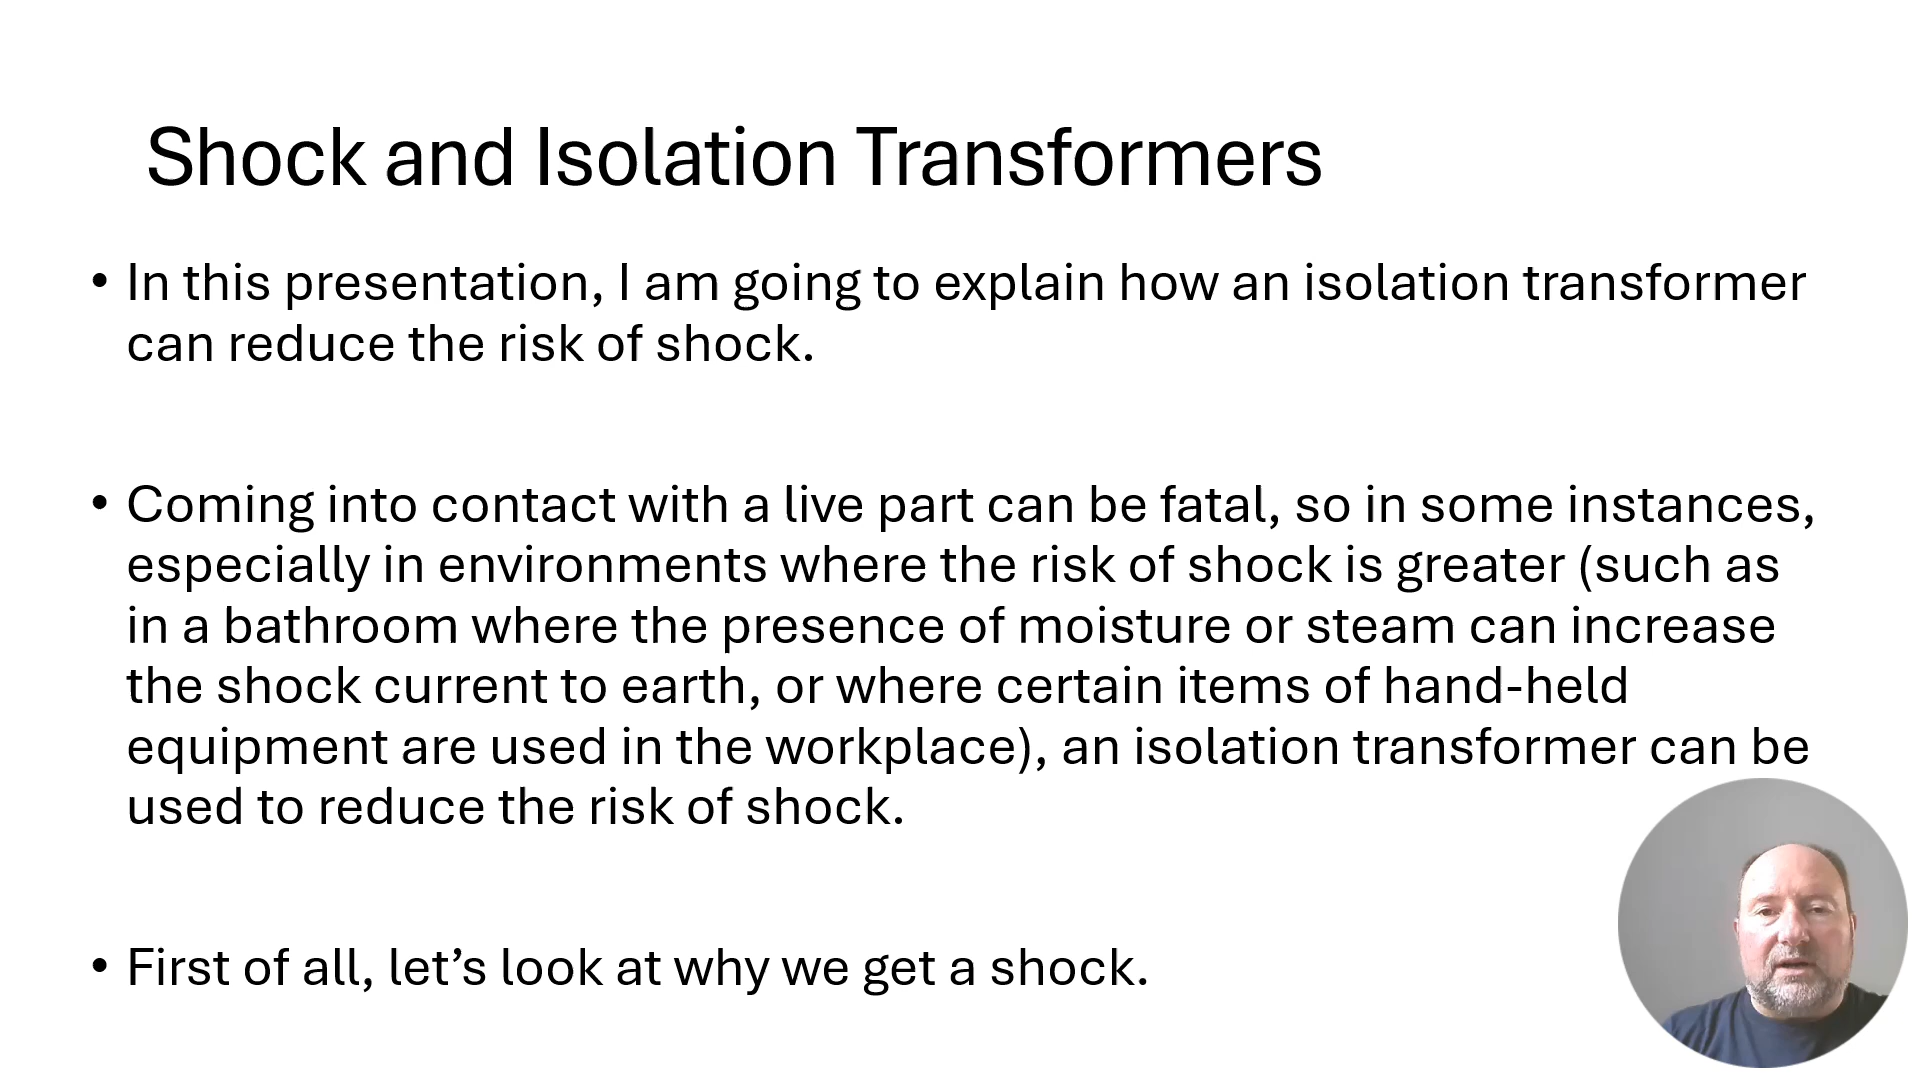 Shock and Isolation Transformers
• In this presentation, I am going to explain how an isolation transformer
can reduce the risk of shock.
• Coming into contact with a live part can be fatal, so in some instances,
especially in environments where the risk of shock is greater (such as
in a bathroom where the presence of moisture or steam can increase
the shock current to earth, or where certain items of hand-held
equipment are used in the workplace), an isolation transformer can be
used to reduce the risk of shock.
• First of all, let’s look at why we get a shock.